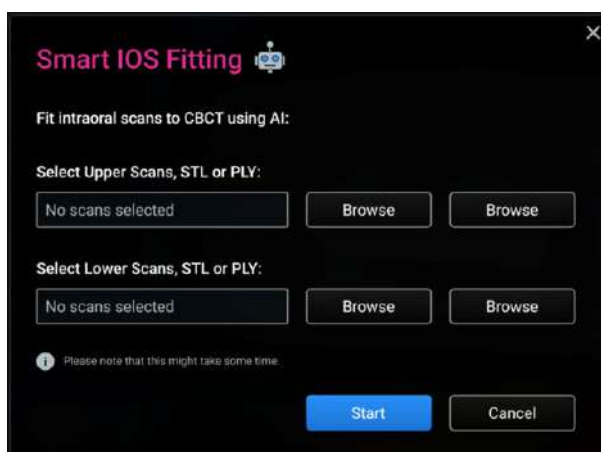 Smart IOS Fitting
Fit intraoral scans to CBCT using AI:
Select Upper Scans, STL or PLY:
No scans selected Browse Browse
Select Lower Scans, STL or PLY:
No scans selected Browse Browse
Please note that this might take some time.
Start Cancel